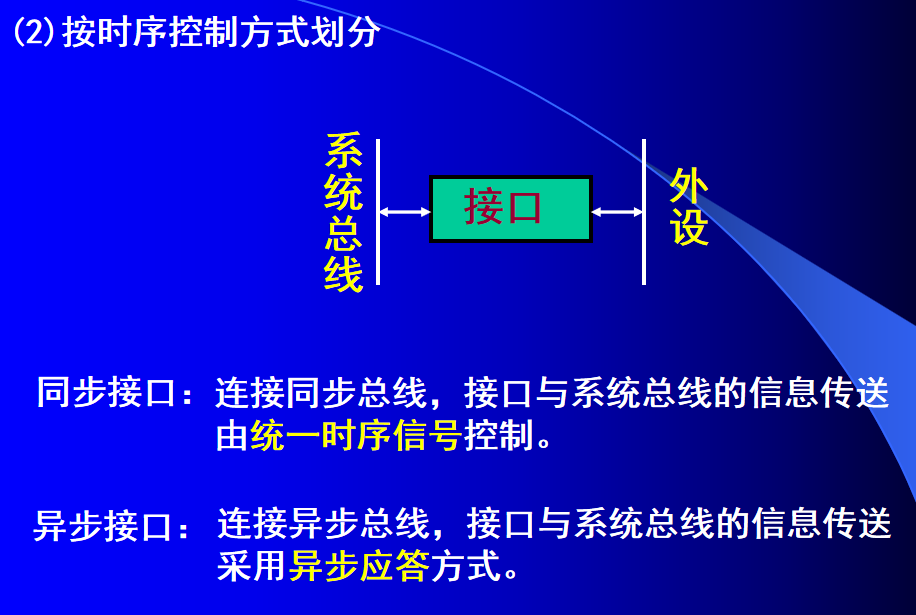 (2)按时序控制方式划分
系统总线
接口
外设
同步接口：连接同步总线，接口与系统总线的信息传送
由统一时序信号控制。
异步接口：连接异步总线，接口与系统总线的信息传送
采用异步应答方式。